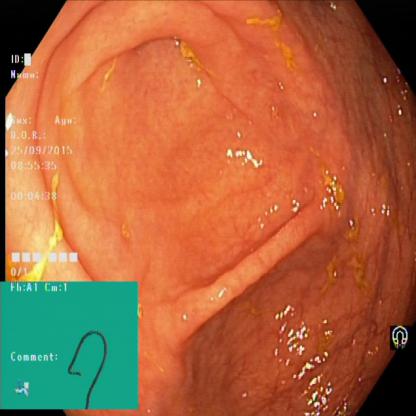 ID:
Name:
Sex: Age:
D.O.B.:
25/09/2015
08:55:35
00:04:38
0/1
Eh:A1 Cm:1
Comment: